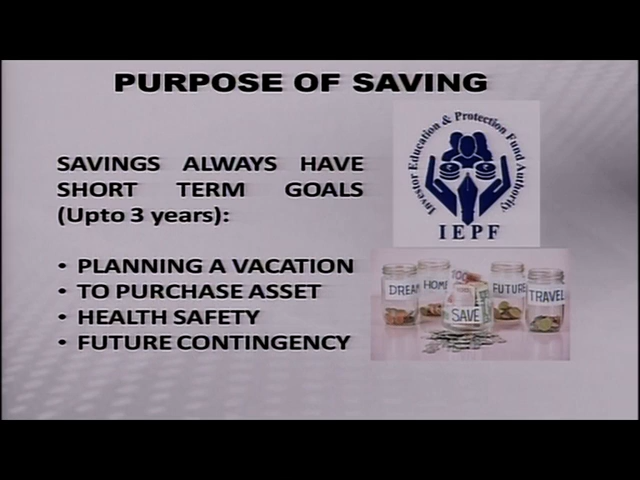 PURPOSE OF SAVING
SAVINGS ALWAYS HAVE
SHORT TERM GOALS
(Upto 3 years):
• PLANNING A VACATION
• TO PURCHASE ASSET
• HEALTH SAFETY
• FUTURE CONTINGENCY
Investor Education & Protection Fund Authority
IEPF
DREAM
HOME
100
SAVE
FUTURE
TRAVEL